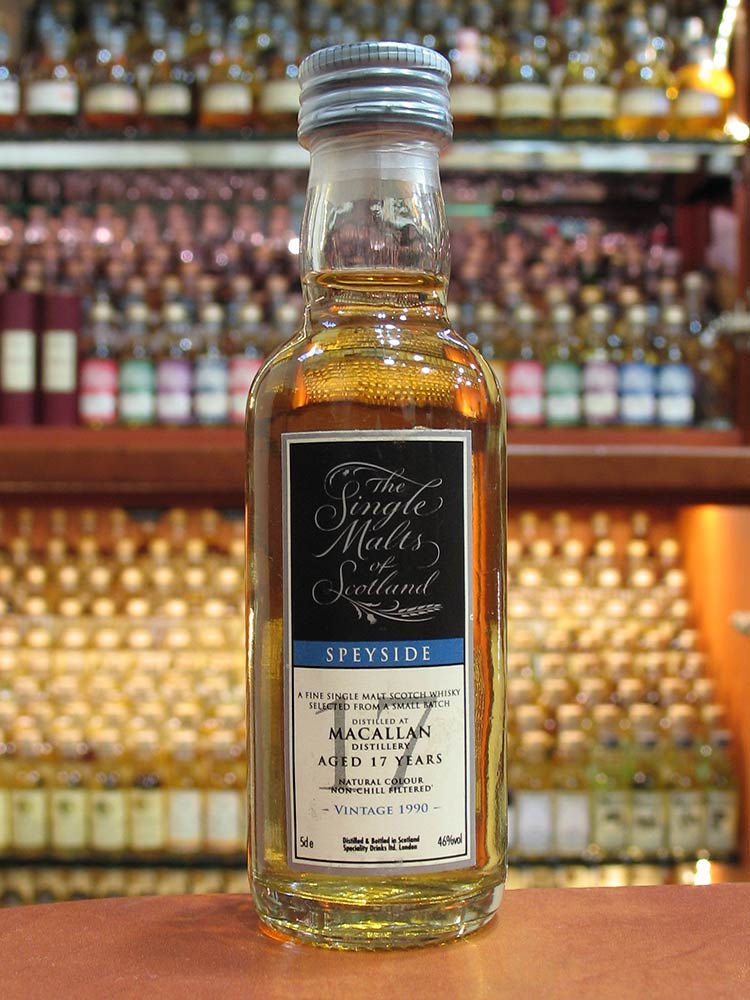 The
Single
Malts
of
Scotland
SPEYSIDE
17
A FINE SINGLE MALT SCOTCH WHISKY
SELECTED FROM A SMALL BATCH
DISTILLED AT
MACALLAN
DISTILLERY
AGED 17 YEARS
NATURAL COLOUR
'NON-CHILL FILTERED'
- VINTAGE 1990 -
5cl e Distilled & Bottled in Scotland 46%vol
Speciality Drinks ltd. London